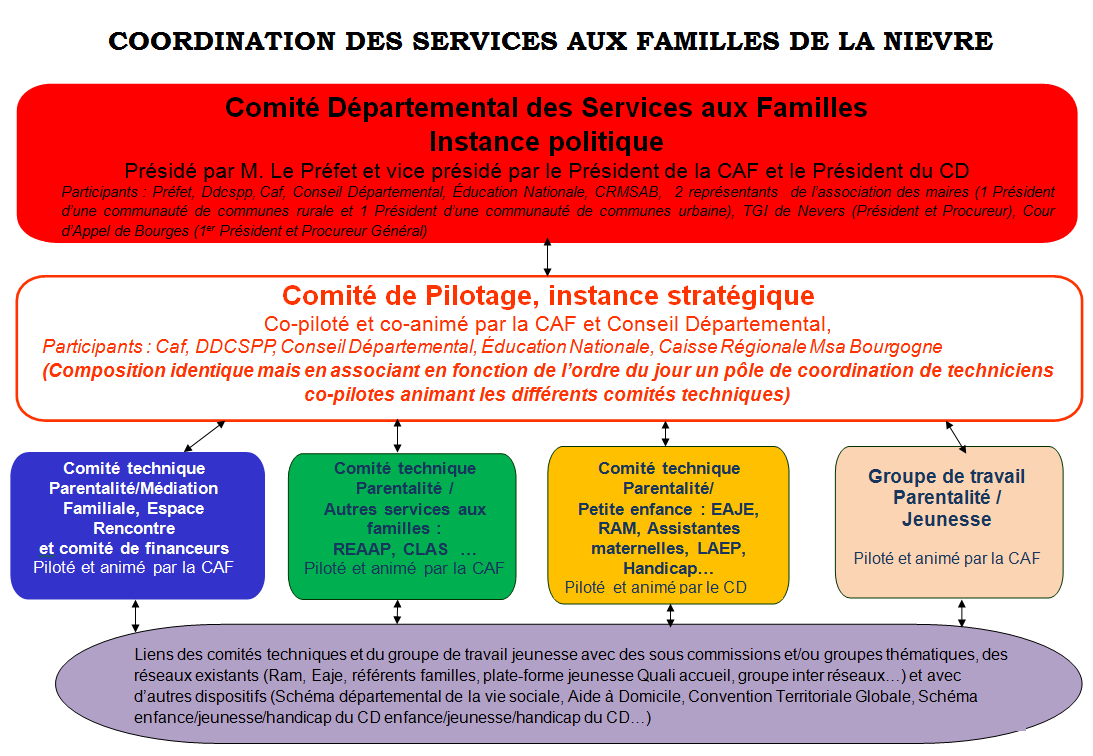 COORDINATION DES SERVICES AUX FAMILLES DE LA NIEVRE
Comité Départemental des Services aux Familles
Instance politique
Présidé par M. Le Préfet et vice présidé par le Président de la CAF et le Président du CD
Participants : Préfet, Ddcspp, Caf, Conseil Départemental, Éducation Nationale, CRMSAB, 2 représentants de l'association des maires (1 Président
d'une communauté de communes rurale et 1 Président d'une communauté de communes urbaine), TGI de Nevers (Président et Procureur), Cour
d'Appel de Bourges (1er Président et Procureur Général)
Comité de Pilotage, instance stratégique
Co-piloté et co-animé par la CAF et Conseil Départemental,
Participants : Caf, DDCSPP, Conseil Départemental, Éducation Nationale, Caisse Régionale Msa Bourgogne
(Composition identique mais en associant en fonction de l'ordre du jour un pôle de coordination de techniciens
co-pilotes animant les différents comités techniques)
Comité technique
Parentalité/Médiation
Familiale, Espace
Rencontre
et comité de financeurs
Piloté et animé par la CAF
Comité technique
Parentalité /
Autres services aux
familles :
REAAP, CLAS ...
Piloté et animé par la CAF
Comité technique
Parentalité/
Petite enfance : EAJE,
RAM, Assistantes
maternelles, LAEP,
Handicap...
Piloté et animé par le CD
Groupe de travail
Parentalité /
Jeunesse
Piloté et animé par la CAF
Liens des comités techniques et du groupe de travail jeunesse avec des sous commissions et/ou groupes thématiques, des
réseaux existants (Ram, Eaje, référents familles, plate-forme jeunesse Quali accueil, groupe inter réseaux...) et avec
d'autres dispositifs (Schéma départemental de la vie sociale, Aide à Domicile, Convention Territoriale Globale, Schéma
enfance/jeunesse/handicap du CD enfance/jeunesse/handicap du CD...)